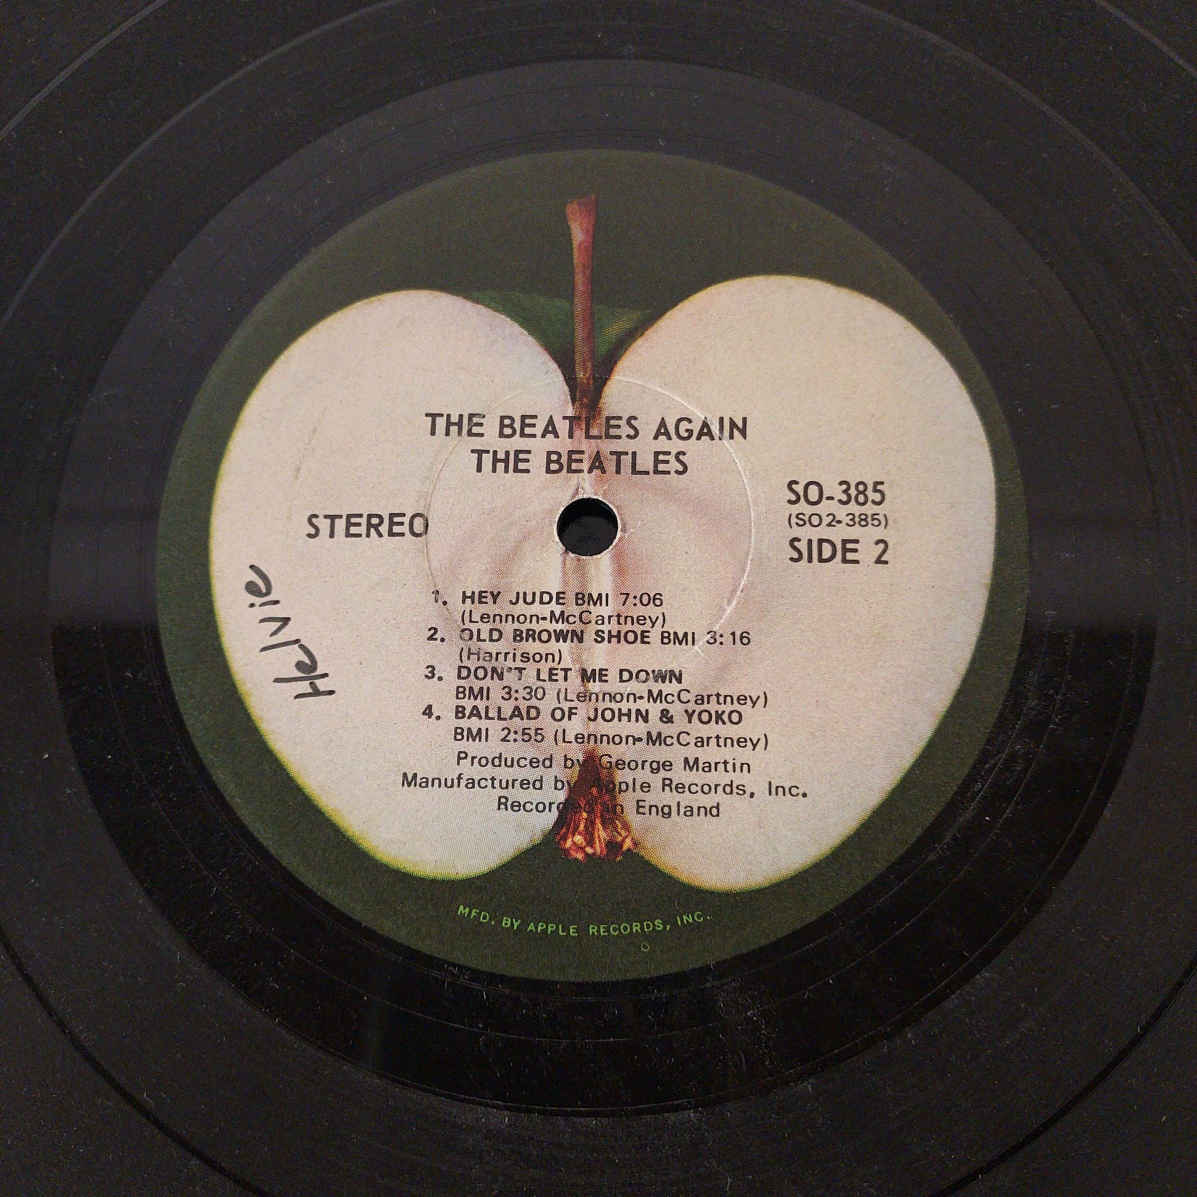 THE BEATLES AGAIN
THE BEATLES
STEREO
SO-385
(SO2-385)
SIDE 2
Helvie
1. HEY JUDE BMI 7:06
(Lennon-McCartney)
2. OLD BROWN SHOE BMI 3:16
(Harrison)
3. DON'T LET ME DOWN
BMI 3:30 (Lennon-McCartney)
4. BALLAD OF JOHN & YOKO
BMI 2:55 (Lennon-McCartney)
Produced by George Martin
Manufactured by Apple Records, Inc.
Recorded in England
MFD. BY APPLE RECORDS, INC.